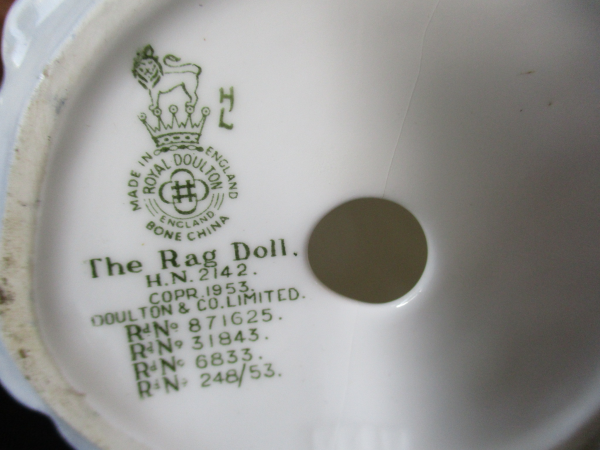 HL
MADE IN ENGLAND
ROYAL DOULTON
ENGLAND
BONE CHINA
The Rag Doll.
H.N. 2142.
COPR. 1953.
DOULTON & CO. LIMITED.
Rd No 871625.
Rd No 31843.
Rd No 6833.
Rd No 248/53.